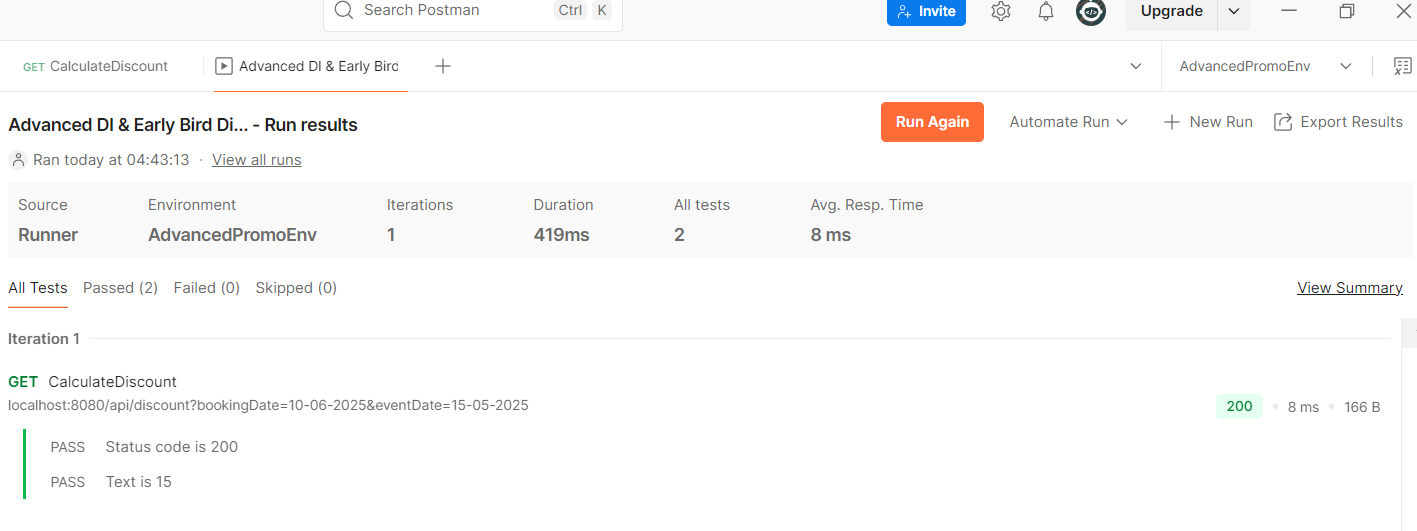 Search Postman Ctrl K Invite Upgrade
GET CalculateDiscount Advanced DI & Early Bird AdvancedPromoEnv
Advanced DI & Early Bird Di... - Run results Run Again Automate Run New Run Export Results
Ran today at 04:43:13 · View all runs
Source Environment Iterations Duration All tests Avg. Resp. Time
Runner AdvancedPromoEnv 1 419ms 2 8 ms
All Tests Passed (2) Failed (0) Skipped (0) View Summary
Iteration 1
GET CalculateDiscount
localhost:8080/api/discount?bookingDate=10-06-2025&eventDate=15-05-2025 200 • 8 ms • 166 B
PASS Status code is 200
PASS Text is 15